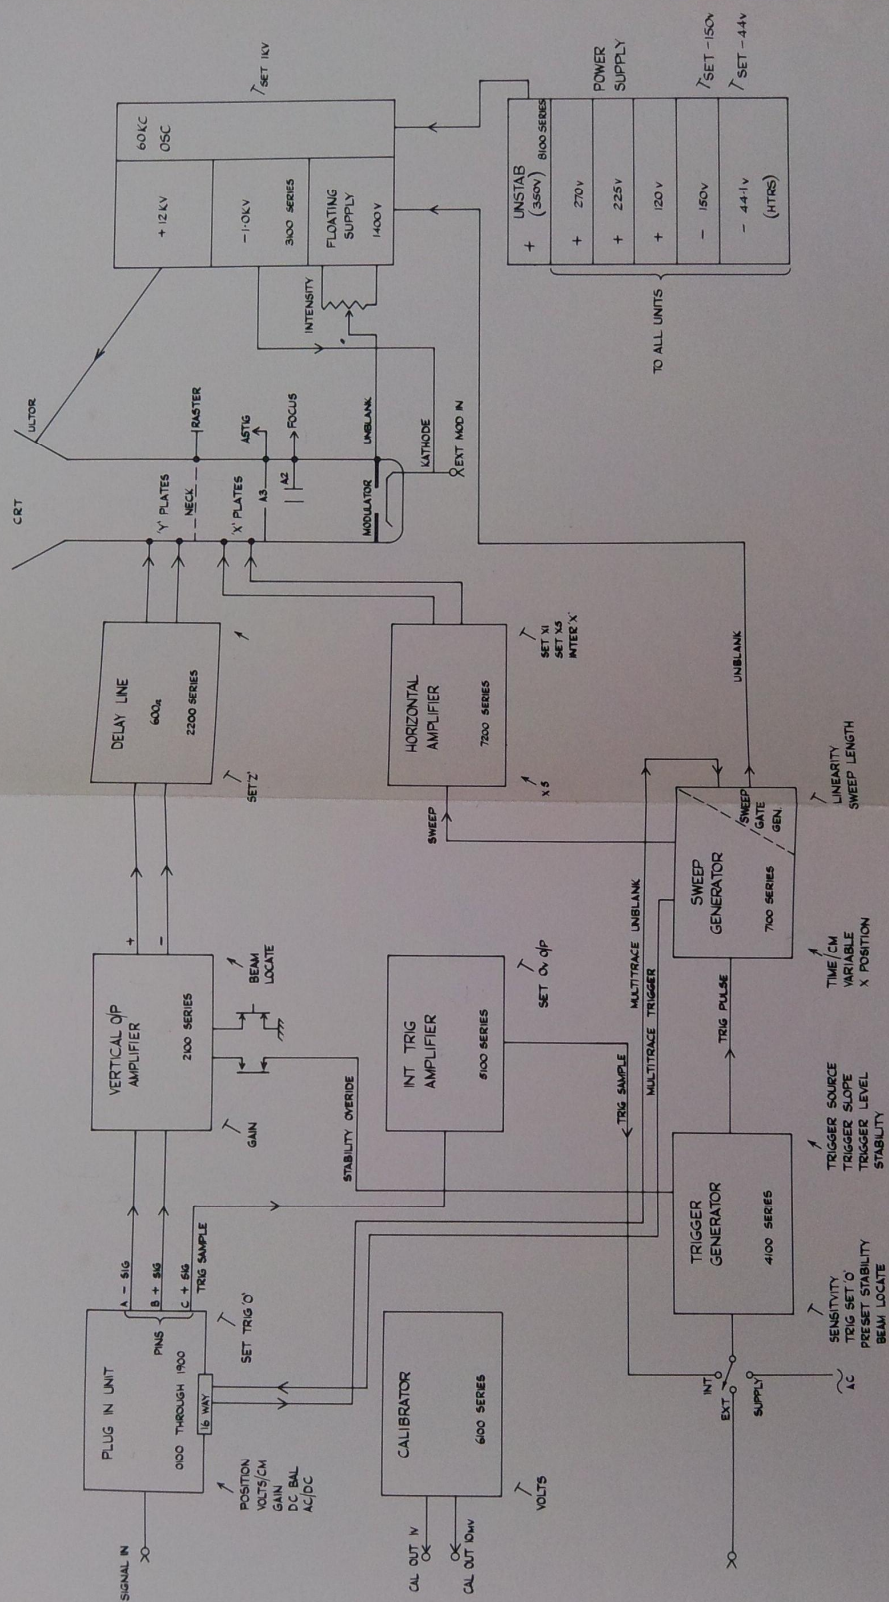 SIGNAL IN
PLUG IN UNIT
0100 THROUGH 1900
PINS
16 WAY
A - SIG
B + SIG
C + SIG
TRIG SAMPLE
SET TRIG 'O'
POSITION
VOLTS/CM
GAIN
DC BAL
AC/DC
VERTICAL O/P
AMPLIFIER
2100 SERIES
+
-
GAIN
BEAM
LOCATE
STABILITY OVERIDE
DELAY LINE
600Ω
2200 SERIES
SET 'Z'
CRT
ULTOR
'Y' PLATES
NECK
RASTER
'X' PLATES
A3
ASTIG
A2
FOCUS
MODULATOR
UNBLANK
KATHODE
EXT MOD IN
INTENSITY
+ 12 KV
60KC
OSC
-1.0KV
3100 SERIES
FLOATING
SUPPLY
1400V
SET 1KV
CAL OUT 1V
CAL OUT 10MV
CALIBRATOR
6100 SERIES
VOLTS
INT TRIG
AMPLIFIER
5100 SERIES
SET OV O/P
HORIZONTAL
AMPLIFIER
7200 SERIES
X5
SET X1
SET X5
INTER 'X'
SWEEP
TRIG SAMPLE
MULTITRACE UNBLANK
MULTITRACE TRIGGER
INT
EXT
SUPPLY
AC
TRIGGER
GENERATOR
4100 SERIES
SENSITVITY
TRIG SET 'O'
PRESET STABILITY
BEAM LOCATE
TRIGGER SOURCE
TRIGGER SLOPE
TRIGGER LEVEL
STABILITY
TRIG PULSE
SWEEP
GENERATOR
7100 SERIES
SWEEP
GATE
GEN.
TIME/CM
VARIABLE
X POSITION
LINEARITY
SWEEP LENGTH
UNBLANK
+ UNSTAB
(350V) 8100 SERIES
+ 270V
+ 225V
+ 120V
- 150V
- 44.1V
(HTRS)
POWER
SUPPLY
SET -150V
SET -44V
TO ALL UNITS